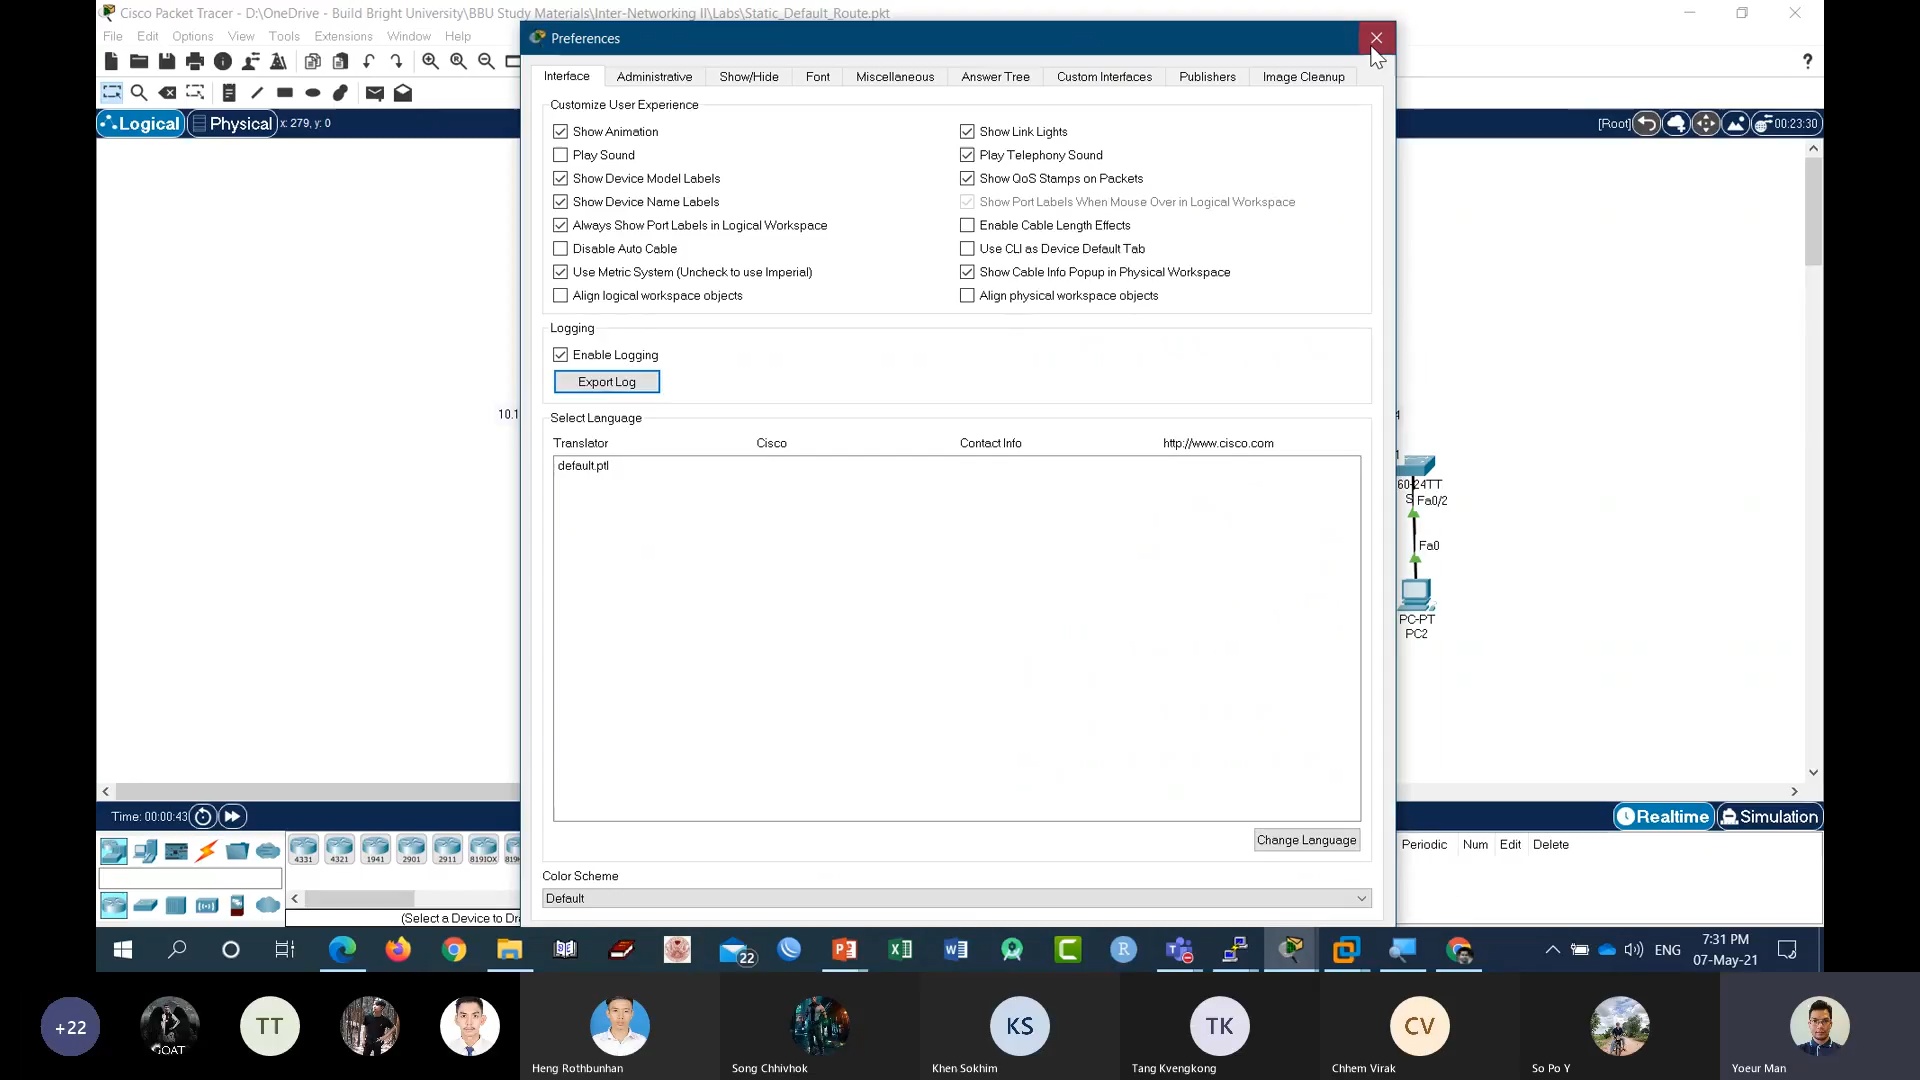 Cisco Packet Tracer - D:\OneDrive - Build Bright University\BBU Study Materials\Inter-Networking II\Labs\Static_Default_Route.pkt
File Edit Options View Tools Extensions Window Help
Preferences
?
Interface Administrative Show/Hide Font Miscellaneous Answer Tree Custom Interfaces Publishers Image Cleanup
Logical Physical x: 279, y: 0
[Root] 00:23:30
Customize User Experience
Show Animation Show Link Lights
Play Sound Play Telephony Sound
Show Device Model Labels Show QoS Stamps on Packets
Show Device Name Labels Show Port Labels When Mouse Over in Logical Workspace
Always Show Port Labels in Logical Workspace Enable Cable Length Effects
Disable Auto Cable Use CLI as Device Default Tab
Use Metric System (Uncheck to use Imperial) Show Cable Info Popup in Physical Workspace
Align logical workspace objects Align physical workspace objects
Logging
Enable Logging
Export Log
10.1
Select Language
Translator Cisco Contact Info http://www.cisco.com
default.ptl
60-24TT
S Fa0/2
Fa0
PC-PT
PC2
Time: 00:00:43
Realtime Simulation
Change Language
4331 4321 1941 2901 2911 819IOX
Periodic Num Edit Delete
Color Scheme
Default
(Select a Device to Dr
22
ENG
7:31 PM
07-May-21
+22
GOAT
TT
KS
TK
CV
Heng Rothbunhan
Song Chhivhok
Khen Sokhim
Tang Kvengkong
Chhem Virak
So Po Y
Yoeur Man